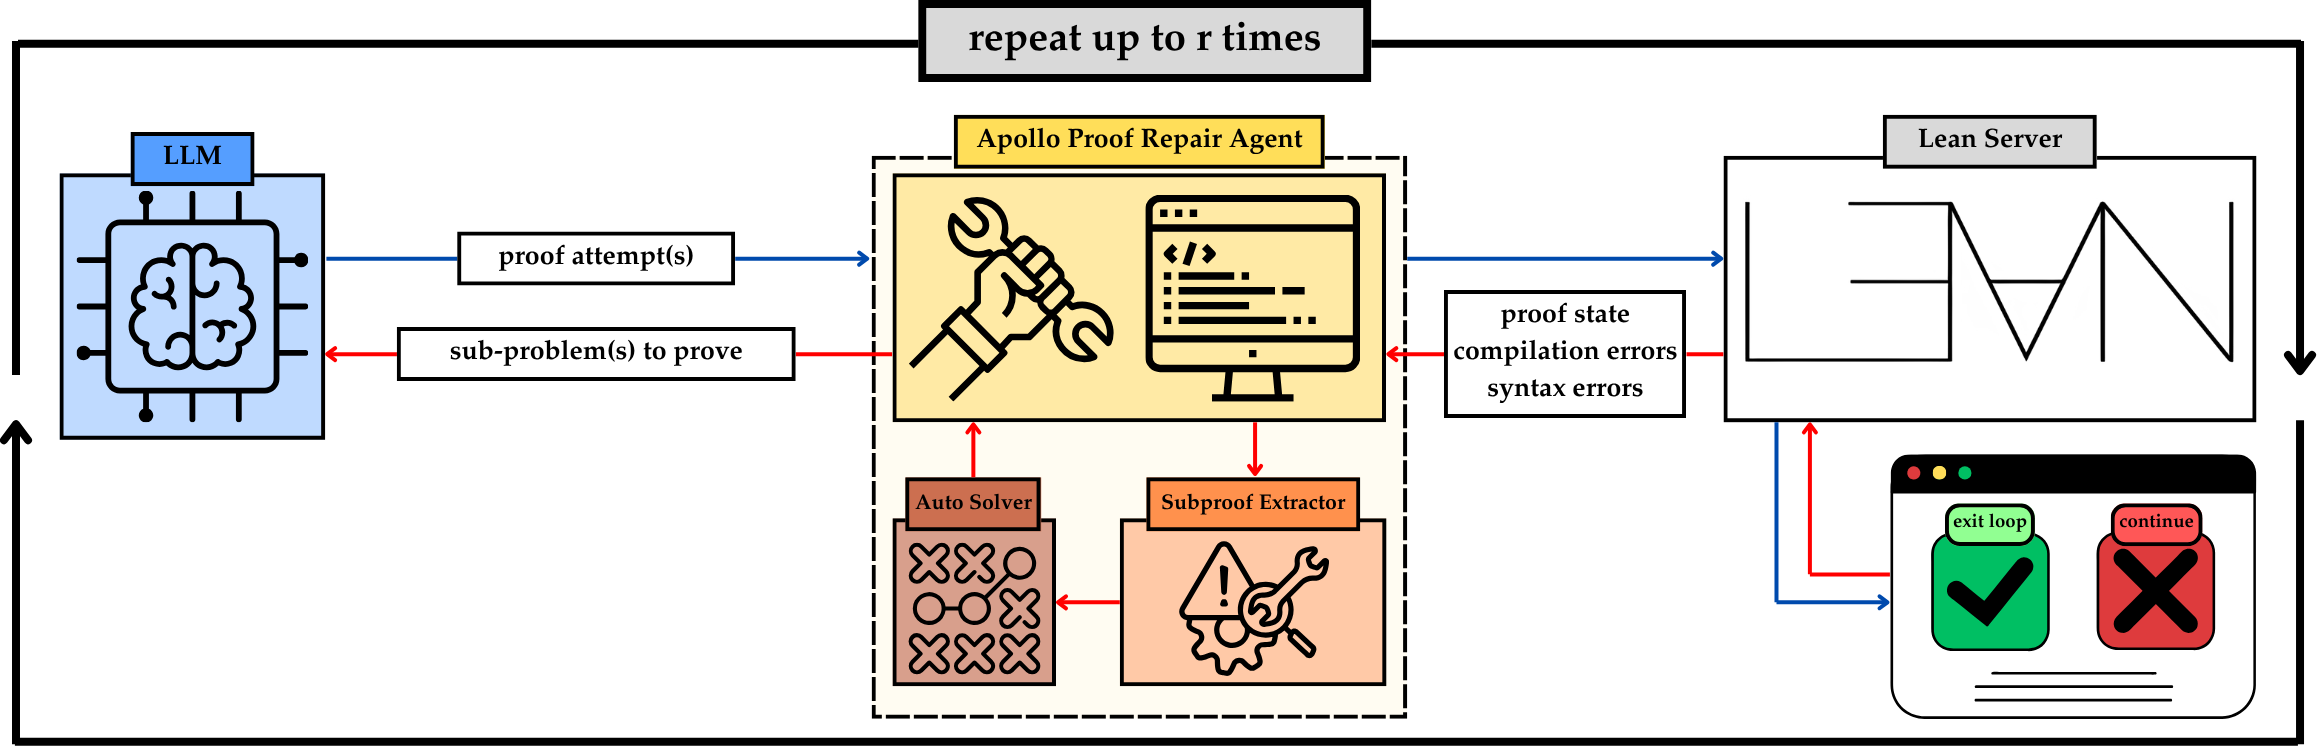 repeat up to r times
LLM
Apollo Proof Repair Agent
Lean Server
proof attempt(s)
sub-problem(s) to prove
</>
LEAN
proof state
compilation errors
syntax errors
Auto Solver
Subproof Extractor
!
exit loop
continue